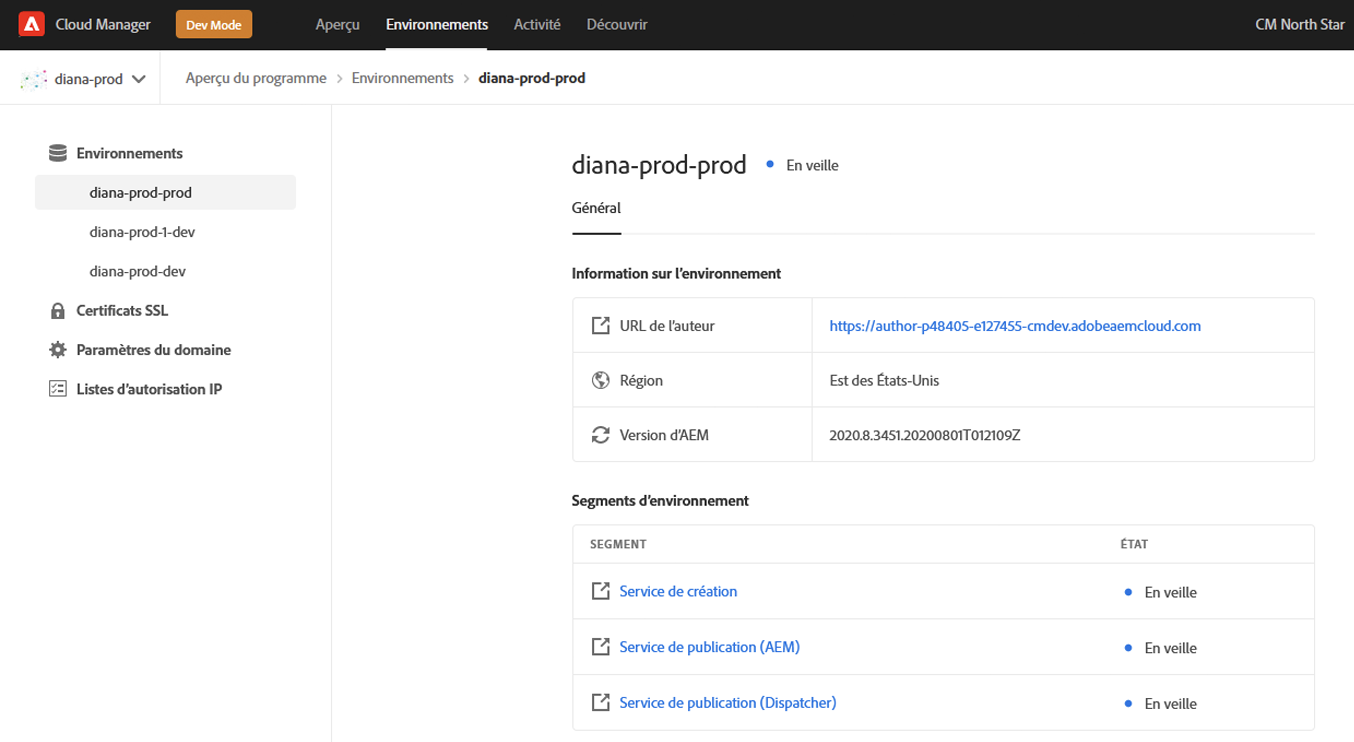 Cloud Manager Dev Mode Aperçu Environnements Activité Découvrir CM North Star
diana-prod Aperçu du programme > Environnements > diana-prod-prod
Environnements
diana-prod-prod
diana-prod-1-dev
diana-prod-dev
Certificats SSL
Paramètres du domaine
Listes d'autorisation IP
diana-prod-prod • En veille
Général
Information sur l'environnement
URL de l'auteur https://author-p48405-e127455-cmdev.adobeaemcloud.com
Région Est des États-Unis
Version d'AEM 2020.8.3451.20200801T012109Z
Segments d'environnement
SEGMENT ÉTAT
Service de création • En veille
Service de publication (AEM) • En veille
Service de publication (Dispatcher) • En veille